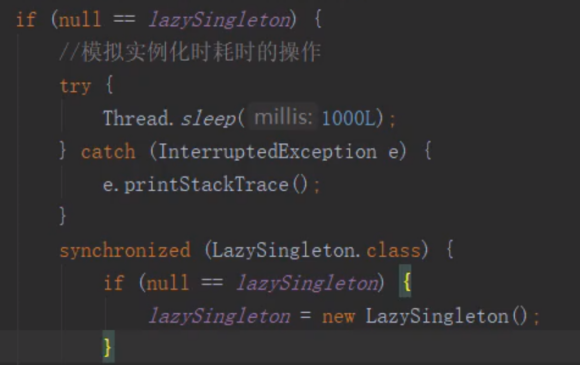 if (null == lazySingleton) {
//模拟实例化时耗时的操作
try {
Thread.sleep( millis: 1000L);
} catch (InterruptedException e) {
e.printStackTrace();
}
synchronized (LazySingleton.class) {
if (null == lazySingleton) {
lazySingleton = new LazySingleton();
}